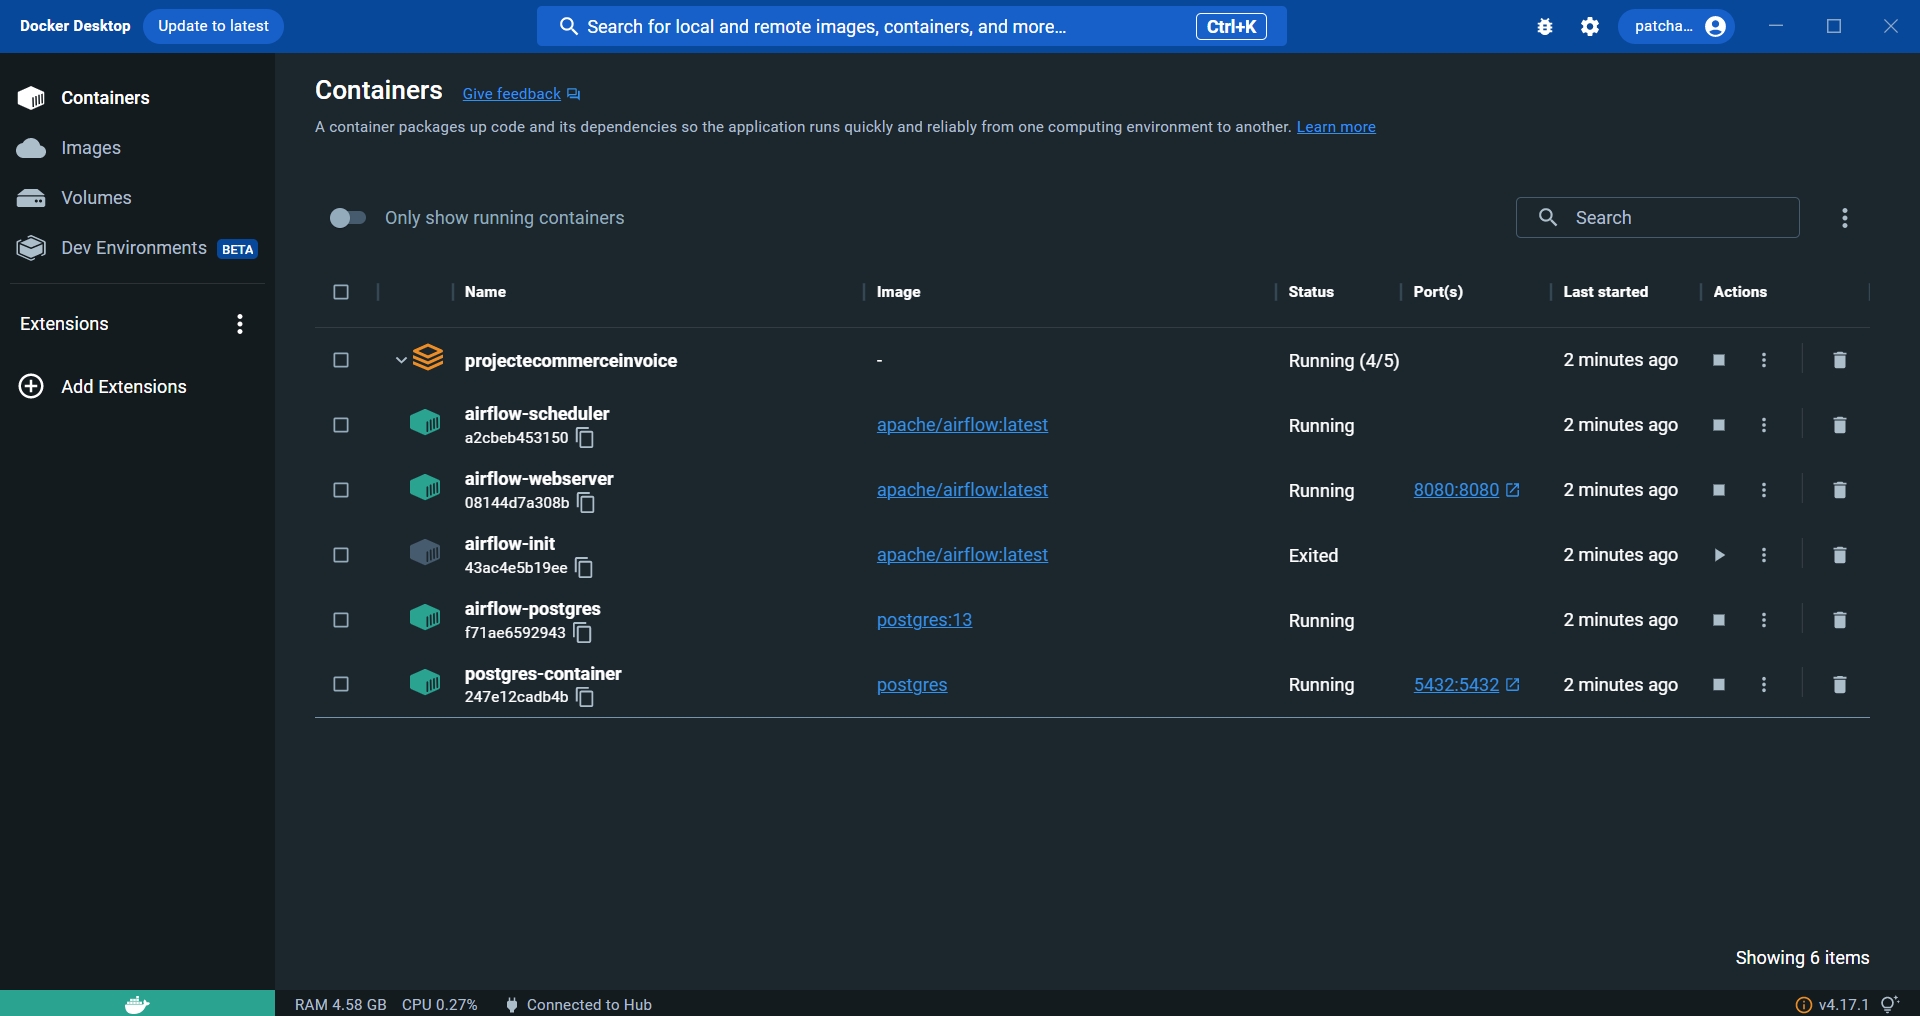 Docker Desktop
Update to latest
Search for local and remote images, containers, and more...
Ctrl+K
patcha...
Containers
Images
Volumes
Dev Environments BETA
Extensions
Add Extensions
Containers
Give feedback
A container packages up code and its dependencies so the application runs quickly and reliably from one computing environment to another. Learn more
Only show running containers
Search
Name Image Status Port(s) Last started Actions
projectecommerceinvoice - Running (4/5) 2 minutes ago
airflow-scheduler
a2cbeb453150
apache/airflow:latest Running 2 minutes ago
airflow-webserver
08144d7a308b
apache/airflow:latest Running 8080:8080 2 minutes ago
airflow-init
43ac4e5b19ee
apache/airflow:latest Exited 2 minutes ago
airflow-postgres
f71ae6592943
postgres:13 Running 2 minutes ago
postgres-container
247e12cadb4b
postgres Running 5432:5432 2 minutes ago
Showing 6 items
RAM 4.58 GB CPU 0.27% Connected to Hub
v4.17.1